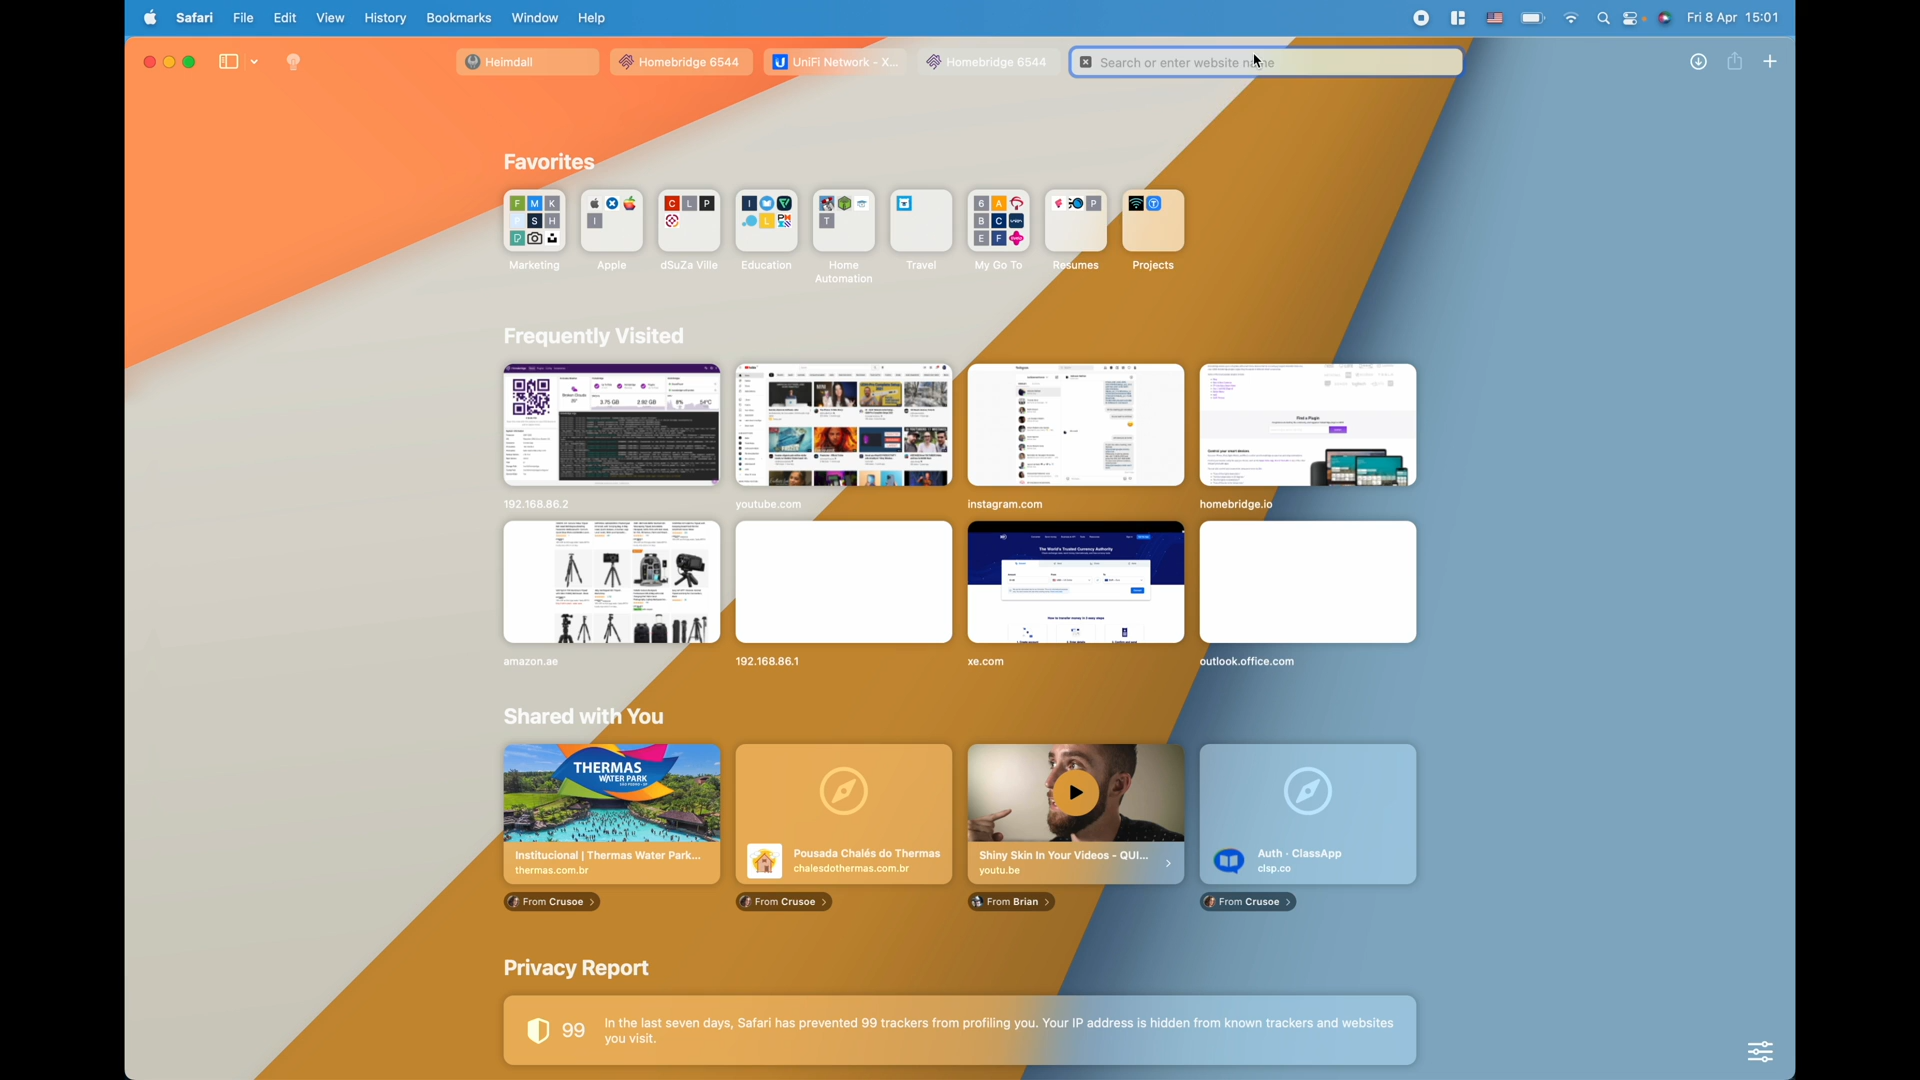 Safari File Edit View History Bookmarks Window Help
Fri 8 Apr 15:01
Heimdall
Homebridge 6544
UniFi Network - X...
Homebridge 6544
Search or enter website name
Favorites
Marketing
Apple
dSuZa Ville
Education
Home
Automation
Travel
My Go To
Resumes
Projects
Frequently Visited
192.168.86.2
youtube.com
instagram.com
homebridge.io
The World's Trusted Currency Authority
amazon.ae
192.168.86.1
xe.com
outlook.office.com
Shared with You
THERMAS
WATER PARK
Institucional | Thermas Water Park...
thermas.com.br
Pousada Chalés do Thermas
chalesdothermas.com.br
Shiny Skin In Your Videos - QUI...
youtu.be
Auth · ClassApp
clsp.co
From Crusoe
From Crusoe
From Brian
From Crusoe
Privacy Report
99
In the last seven days, Safari has prevented 99 trackers from profiling you. Your IP address is hidden from known trackers and websites
you visit.